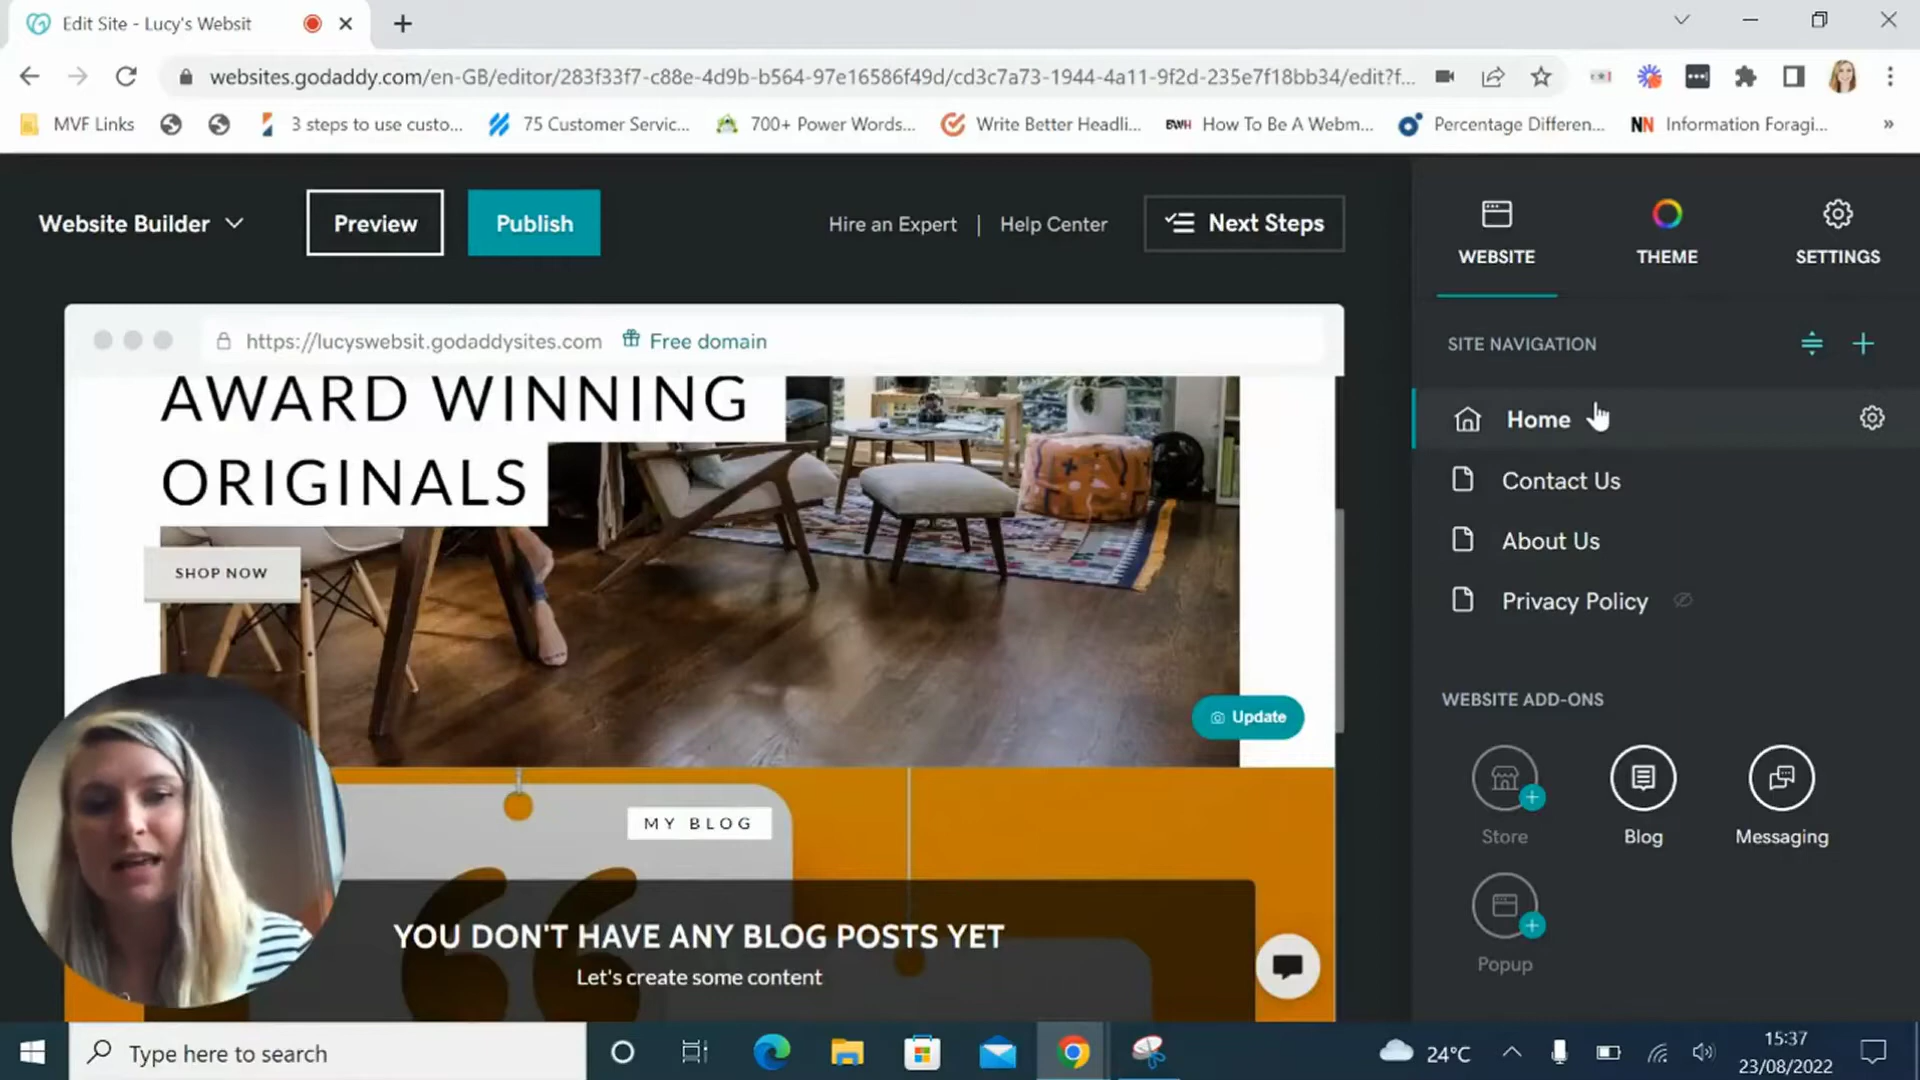 Edit Site - Lucy's Websit
websites.godaddy.com/en-GB/editor/283f33f7-c88e-4d9b-b564-97e16586f49d/cd3c7a73-1944-4a11-9f2d-235e7f18bb34/edit?f...
MVF Links
3 steps to use custo...
75 Customer Servic...
700+ Power Words...
Write Better Headli...
BWH How To Be A Webm...
Percentage Differen...
NN Information Foragi...
»
Website Builder
Preview
Publish
Hire an Expert | Help Center
Next Steps
WEBSITE
THEME
SETTINGS
https://lucyswebsit.godaddysites.com
Free domain
SITE NAVIGATION
AWARD WINNING
ORIGINALS
SHOP NOW
Home
Contact Us
About Us
Privacy Policy
Update
WEBSITE ADD-ONS
Store
Blog
Messaging
Popup
MY BLOG
YOU DON'T HAVE ANY BLOG POSTS YET
Let's create some content
Type here to search
24°C
15:37
23/08/2022